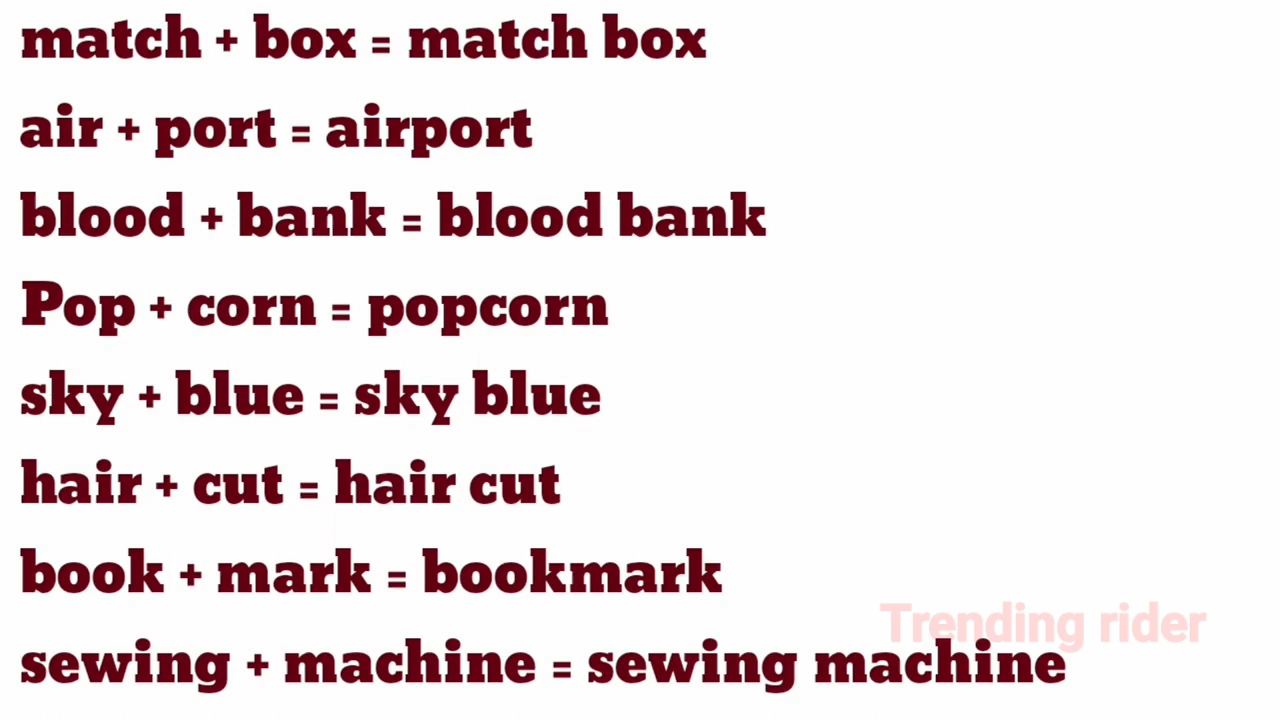 match + box = match box
air + port = airport
blood + bank = blood bank
Pop + corn = popcorn
sky + blue = sky blue
hair + cut = hair cut
book + mark = bookmark
Trending rider
sewing + machine = sewing machine